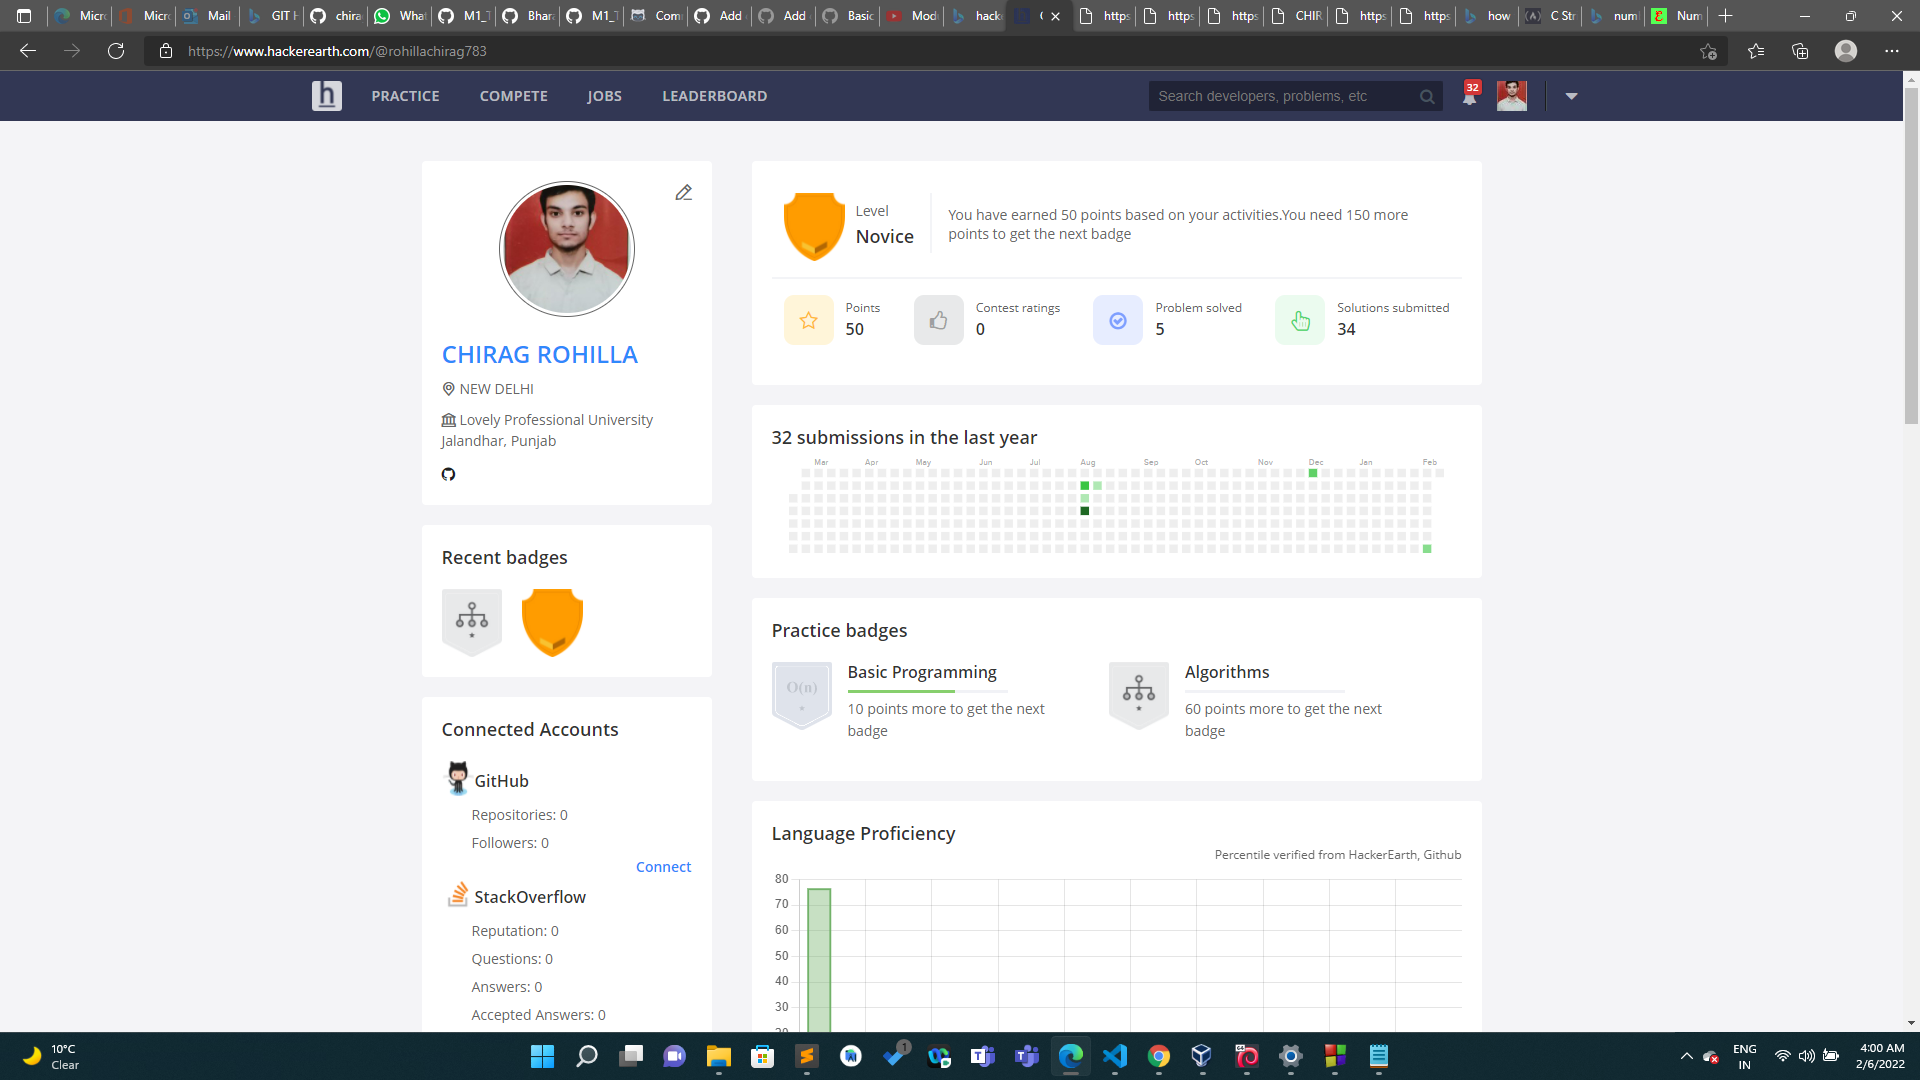 Micro
Micro
Mail
GIT H
chira
What
M1_T
Bhara
M1_T
Com
Add
Add
Basic
Modu
hacke
https
https
https
CHIR
https
https
how
C Str
num
Num
https://www.hackerearth.com/@rohillachirag783
h
PRACTICE
COMPETE
JOBS
LEADERBOARD
Search developers, problems, etc
32
CHIRAG ROHILLA
NEW DELHI
Lovely Professional University
Jalandhar, Punjab
Recent badges
Connected Accounts
GitHub
Repositories: 0
Followers: 0
Connect
StackOverflow
Reputation: 0
Questions: 0
Answers: 0
Accepted Answers: 0
Level
Novice
You have earned 50 points based on your activities.You need 150 more
points to get the next badge
Points
50
Contest ratings
0
Problem solved
5
Solutions submitted
34
32 submissions in the last year
Mar Apr May Jun Jul Aug Sep Oct Nov Dec Jan Feb
Practice badges
O(n)
Basic Programming
10 points more to get the next
badge
Algorithms
60 points more to get the next
badge
Language Proficiency
Percentile verified from HackerEarth, Github
80
70
60
50
40
30
20
10°C
Clear
1
ENG
IN
4:00 AM
2/6/2022